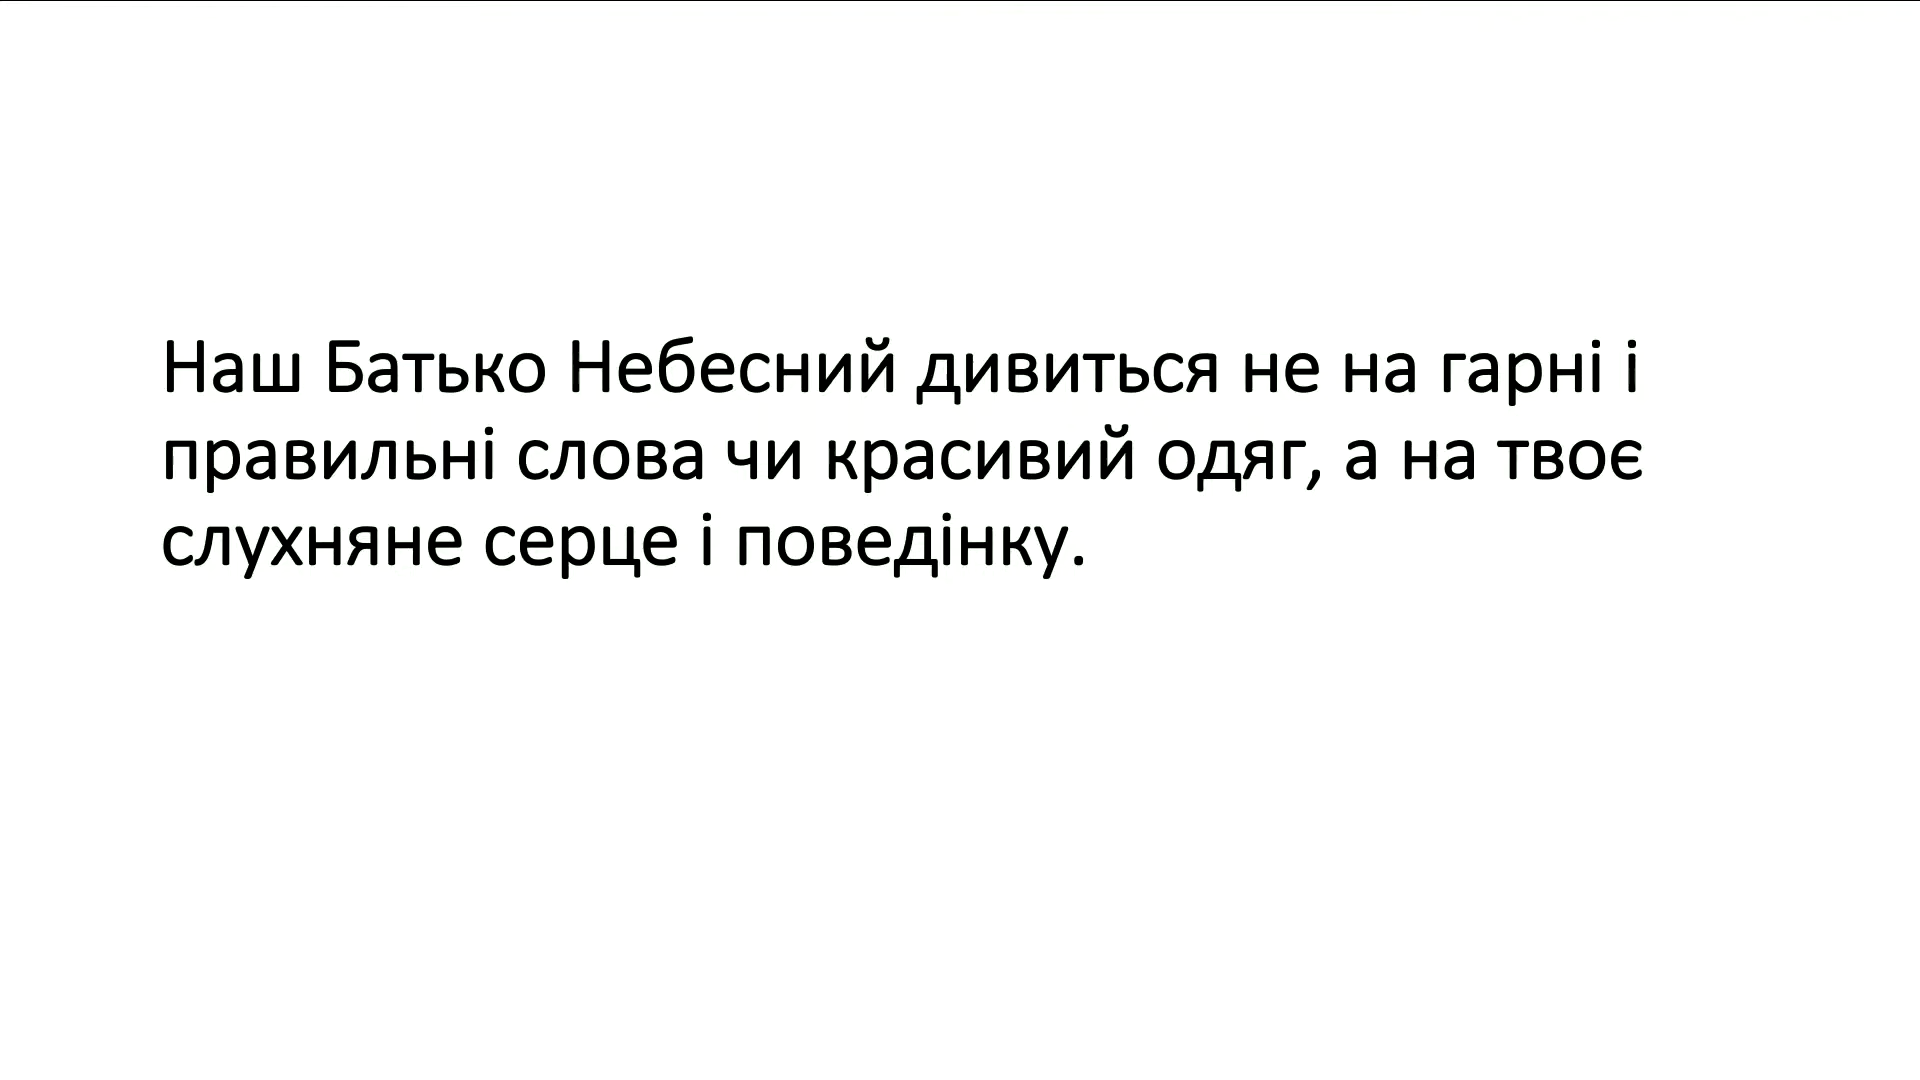 Наш Батько Небесний дивиться не на гарні і
правильні слова чи красивий одяг, а на твоє
слухняне серце і поведінку.